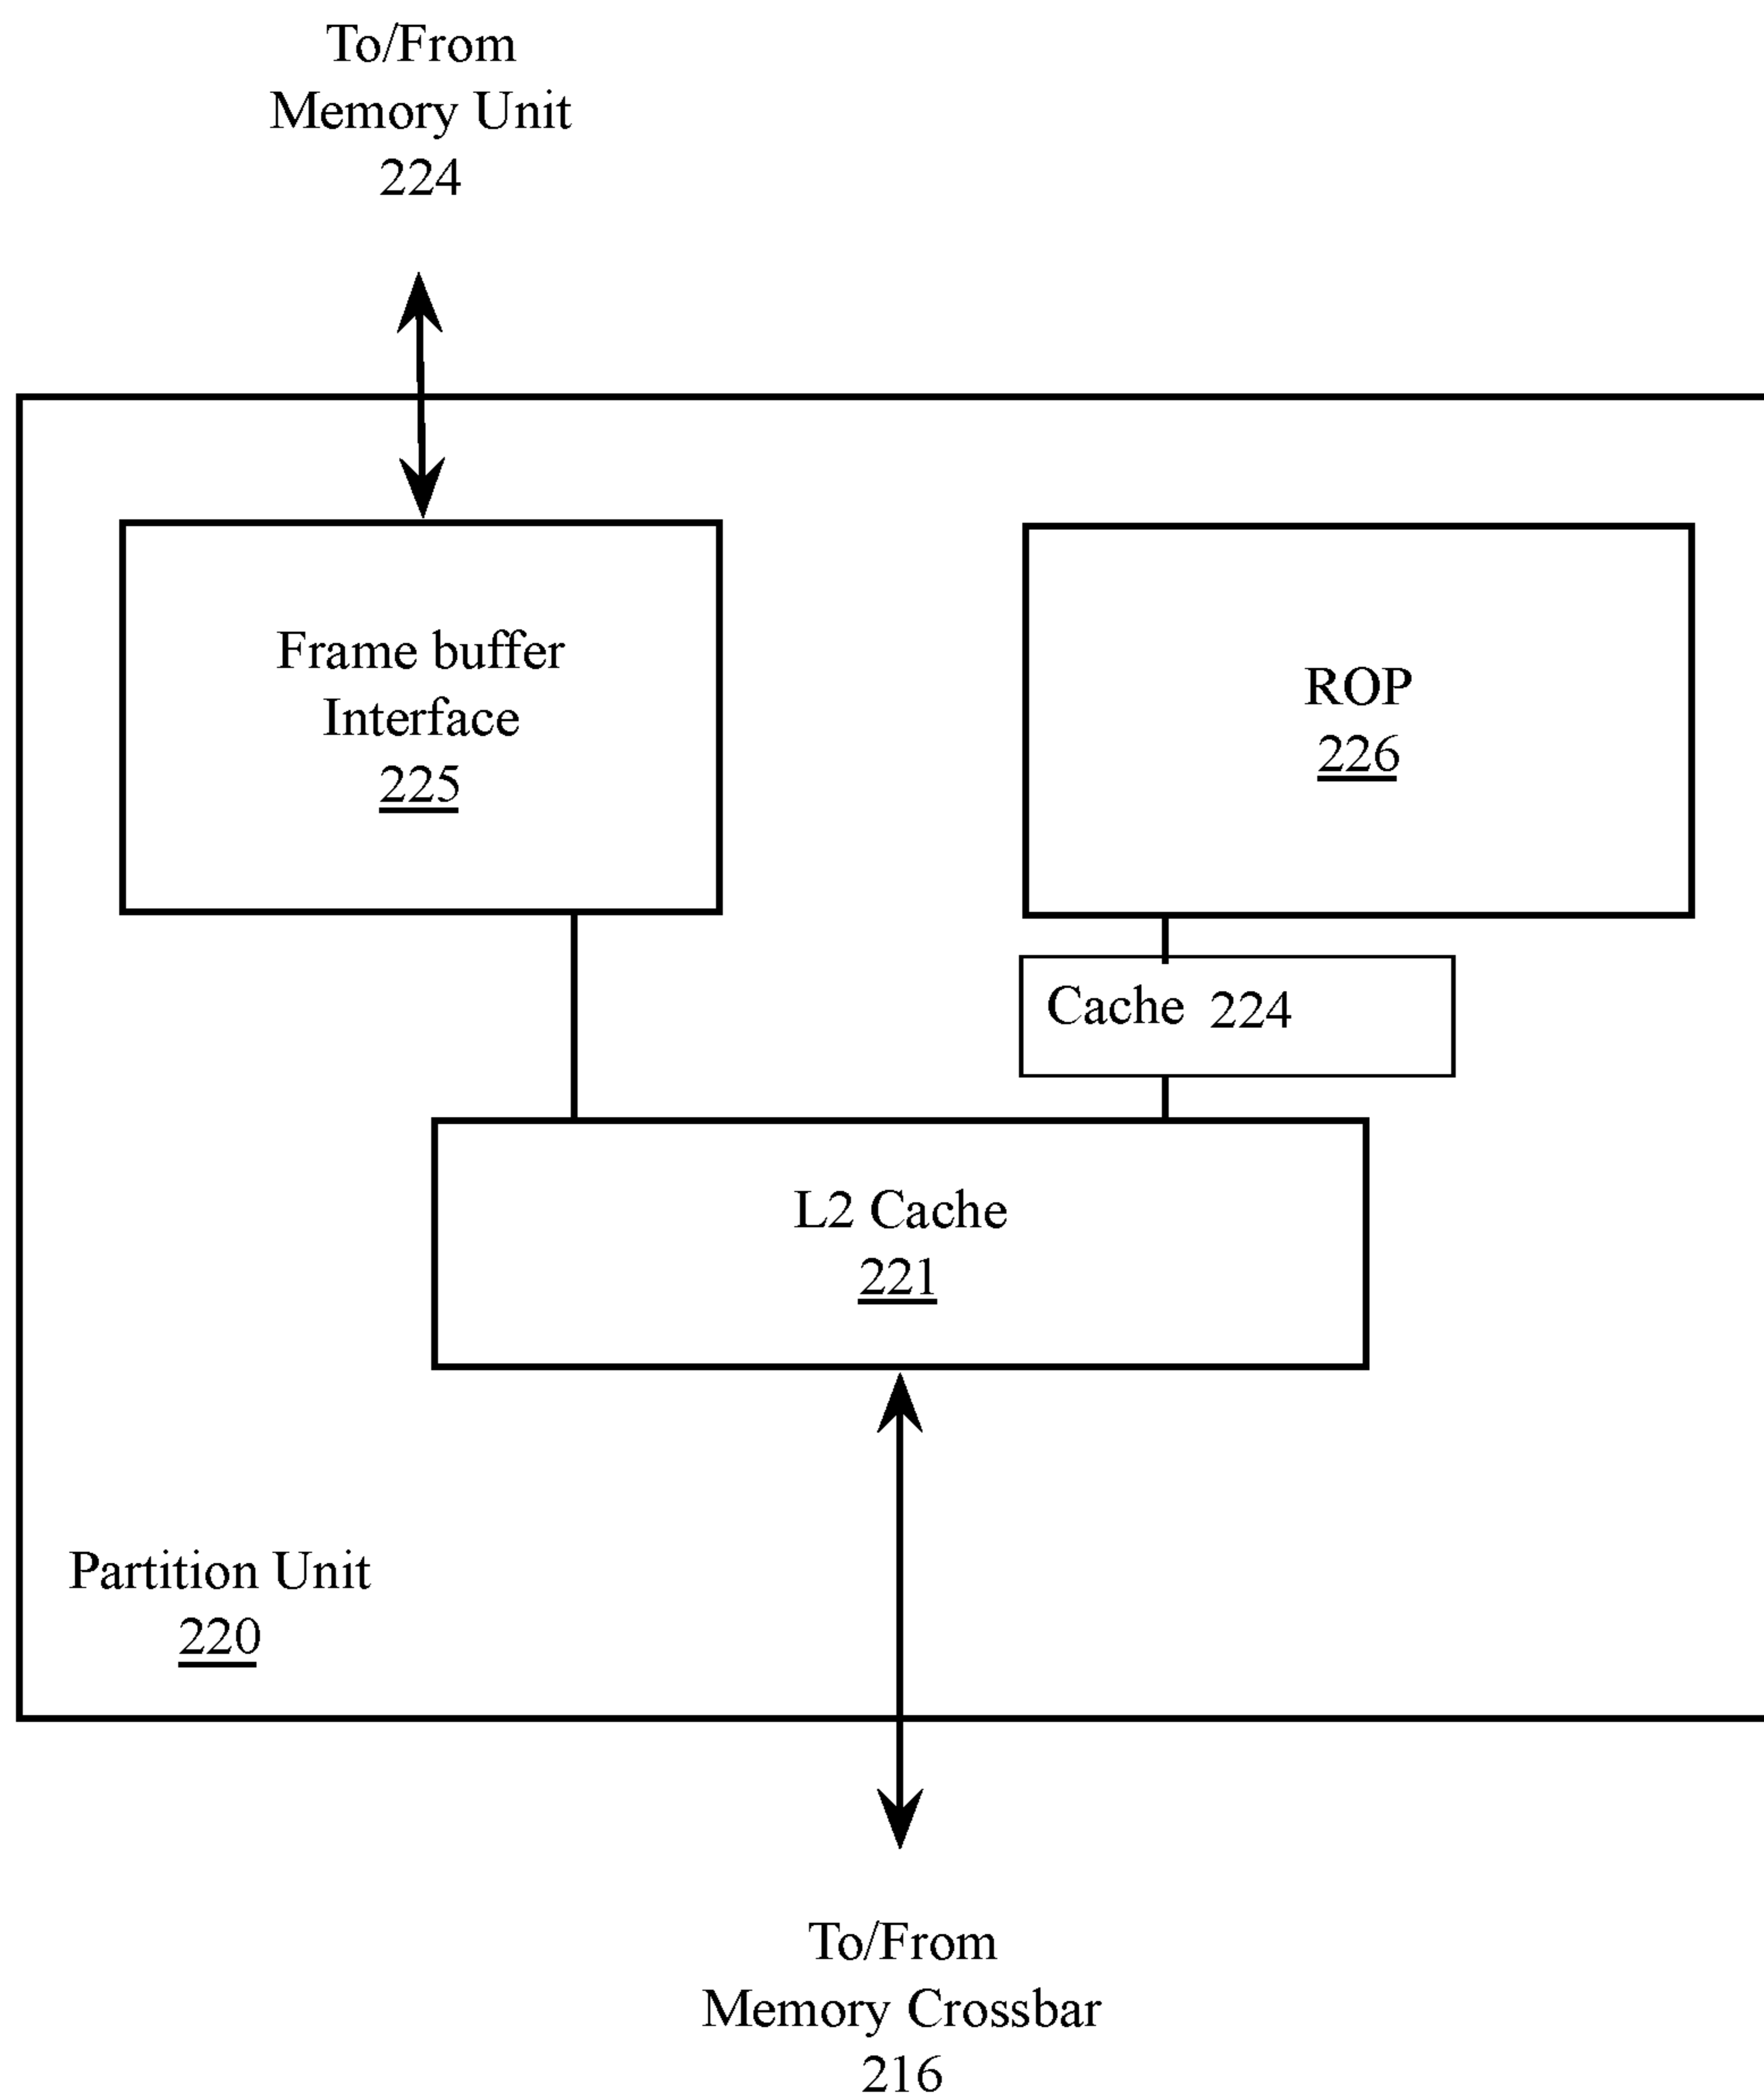 To/From
Memory Unit
224
Frame buffer
Interface
225
ROP
226
Cache 224
L2 Cache
221
Partition Unit
220
To/From
Memory Crossbar
216